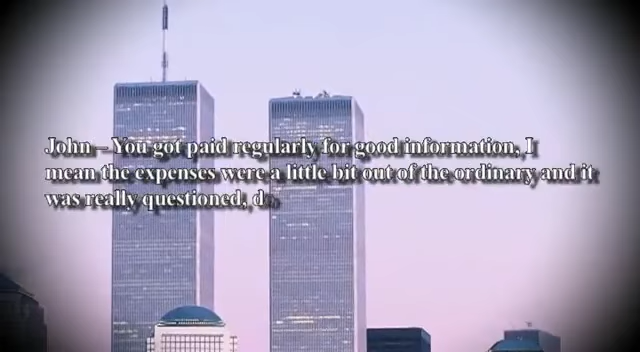 John – You got paid regularly for good information, I
mean the expenses were a little bit out of the ordinary and it
was really questioned, d